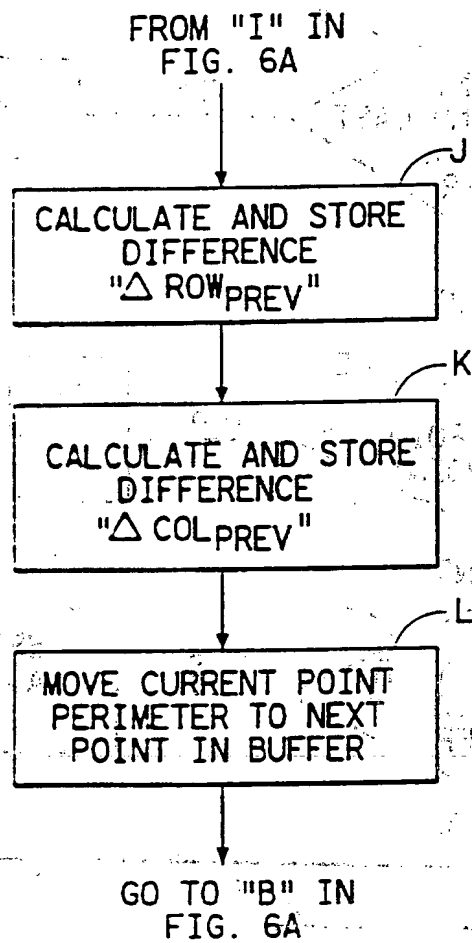 FROM "I" IN
FIG. 6A
J
CALCULATE AND STORE
DIFFERENCE
"△ ROWPREV"
K
CALCULATE AND STORE
DIFFERENCE
"△ COLPREV"
L
MOVE CURRENT POINT
PERIMETER TO NEXT
POINT IN BUFFER
GO TO "B" IN
FIG. 6A